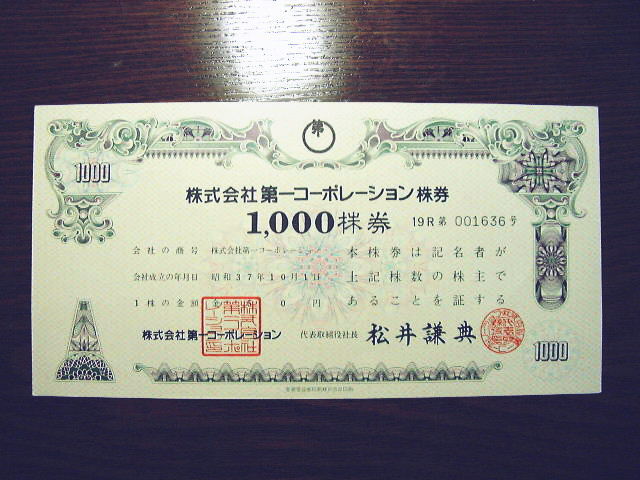 第
1000
株式会社第一コーポレーション株券
1,000株券 19R第 001636号
会社の商号 株式会社第一コーポレーション
会社成立の年月日 昭和37年10月1日
1株の金額 金 0 円
本株券は記名者が
上記株数の株主で
あることを証する
株式会社第一コーポレーション 代表取締役社長 松井謙典
1000